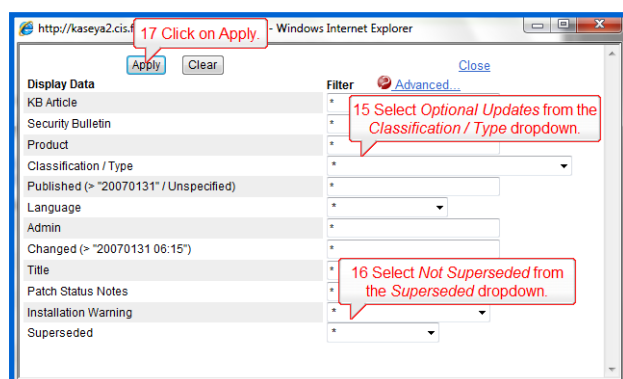 http://kaseya2.cis.f - Windows Internet Explorer
17 Click on Apply.
Apply Clear Close
Display Data Filter Advanced...
KB Article *
15 Select Optional Updates from the
Classification / Type dropdown.
Security Bulletin *
Product *
Classification / Type *
Published (> "20070131" / Unspecified) *
Language *
Admin *
Changed (> "20070131 06:15") *
Title *
16 Select Not Superseded from
the Superseded dropdown.
Patch Status Notes *
Installation Warning *
Superseded *